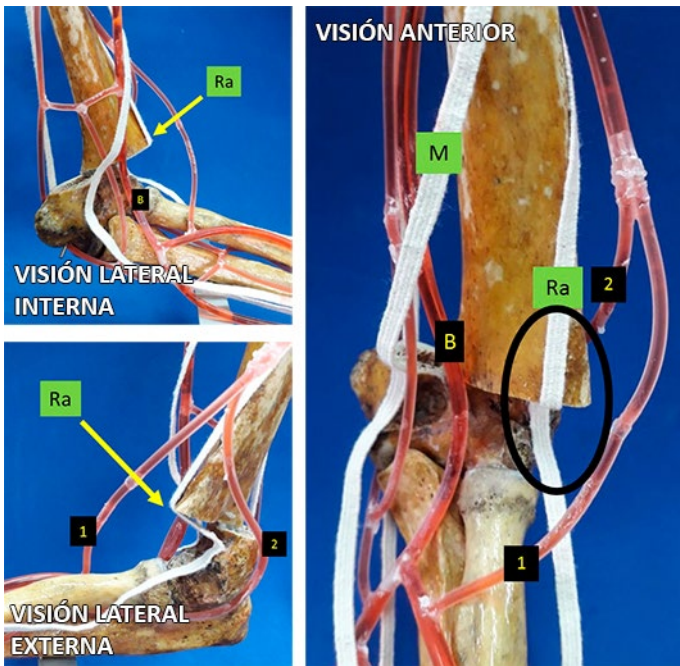 Ra
B
VISIÓN LATERAL
INTERNA
Ra
1
2
VISIÓN LATERAL
EXTERNA
VISIÓN ANTERIOR
M
Ra
2
B
1